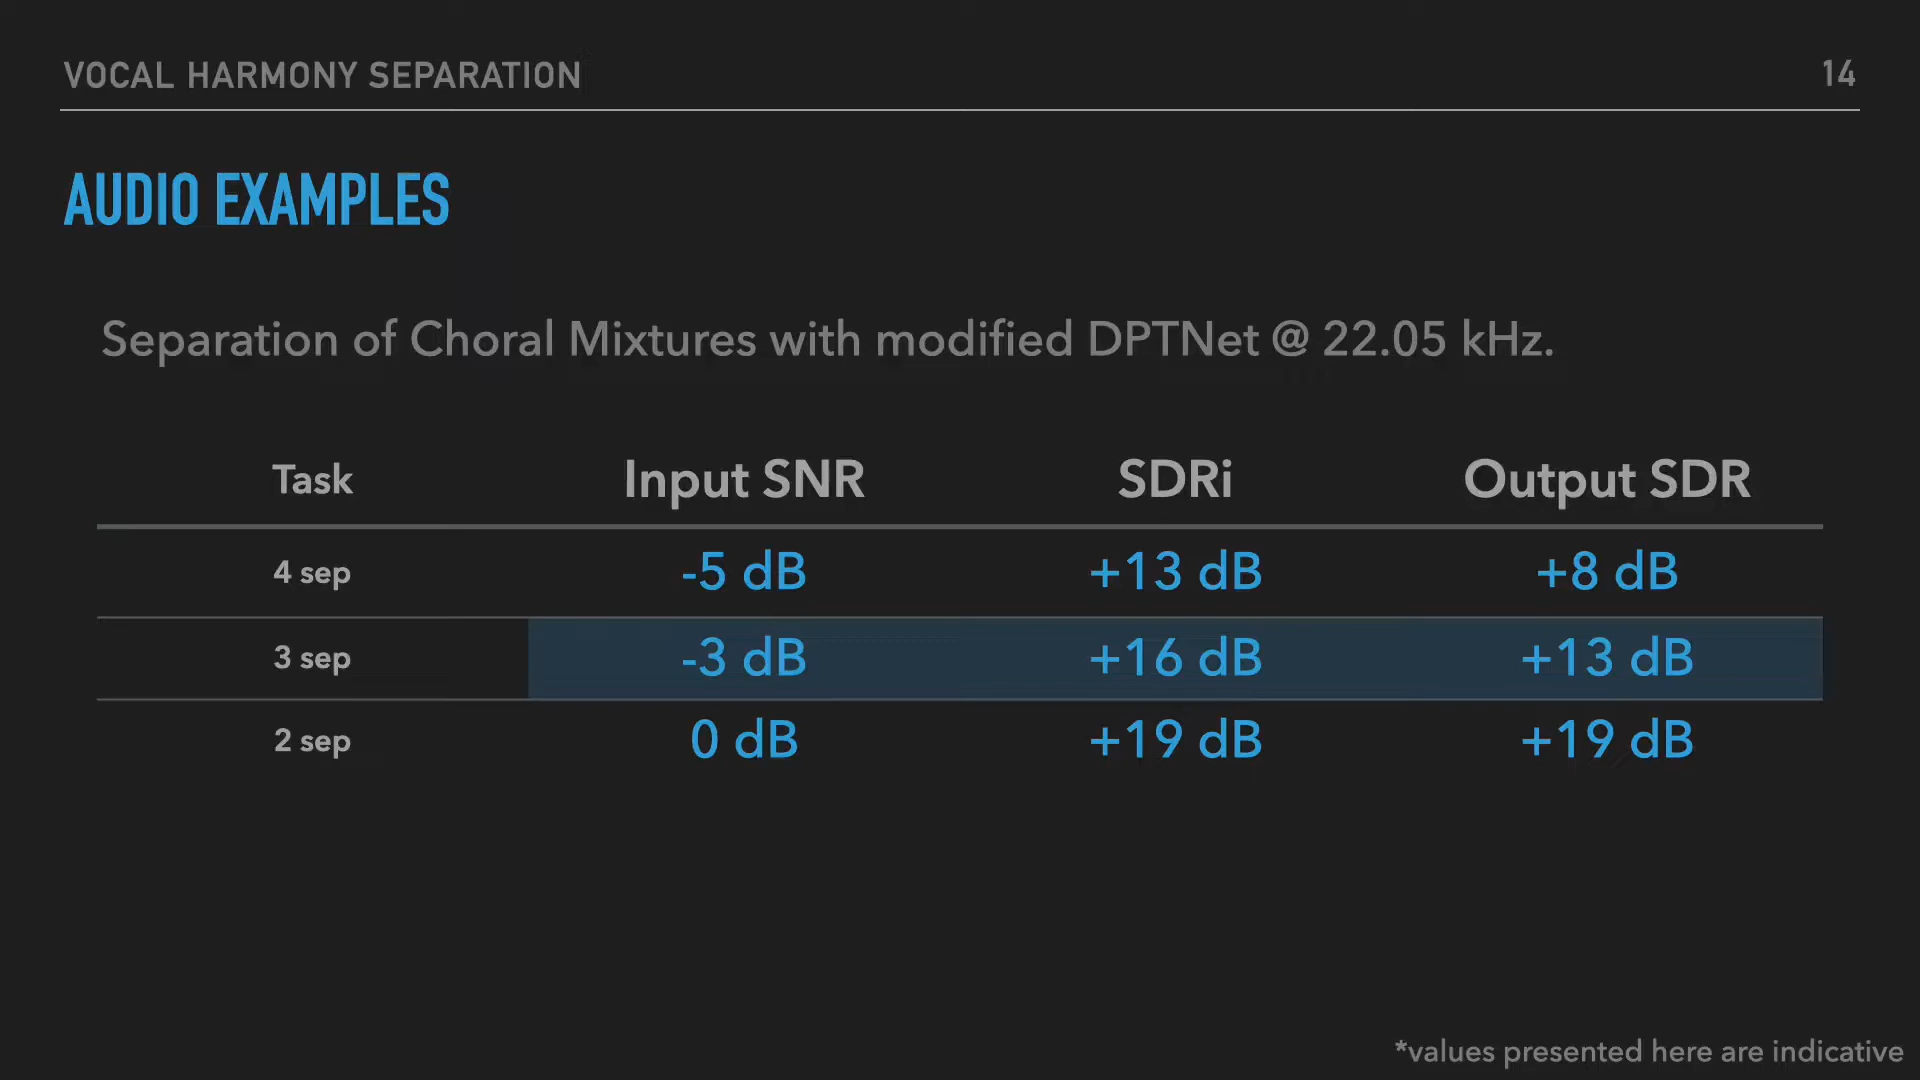 VOCAL HARMONY SEPARATION 14
AUDIO EXAMPLES
Separation of Choral Mixtures with modified DPTNet @ 22.05 kHz.
Task Input SNR SDRi Output SDR
4 sep -5 dB +13 dB +8 dB
3 sep -3 dB +16 dB +13 dB
2 sep 0 dB +19 dB +19 dB
*values presented here are indicative